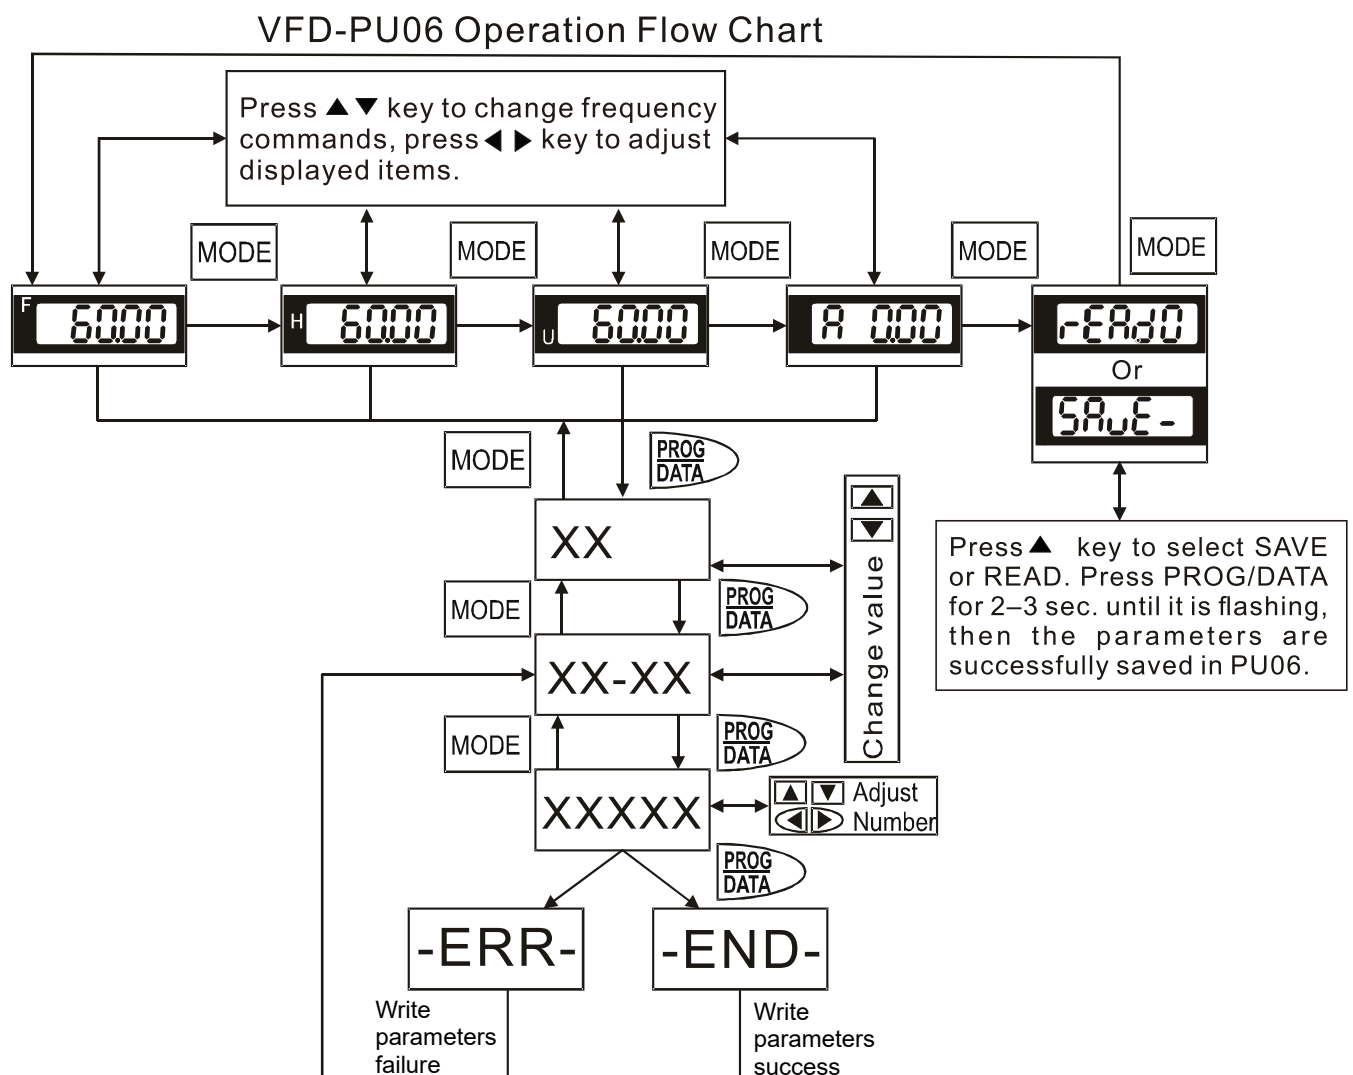 VFD-PU06 Operation Flow Chart
Press ▲ ▼ key to change frequency
commands, press ◀ ▶ key to adjust
displayed items.
MODE
MODE
MODE
MODE
MODE
F 60.00
H 60.00
U 60.00
A 0.00
rEAd0
Or
SAvE-
MODE
PROG
DATA
XX
Press ▲ key to select SAVE
or READ. Press PROG/DATA
for 2–3 sec. until it is flashing,
then the parameters are
successfully saved in PU06.
▲
▼
Change value
MODE
PROG
DATA
XX-XX
MODE
PROG
DATA
XXXXX
▲ ▼ Adjust
◀ ▶ Number
PROG
DATA
-ERR-
-END-
Write
parameters
failure
Write
parameters
success